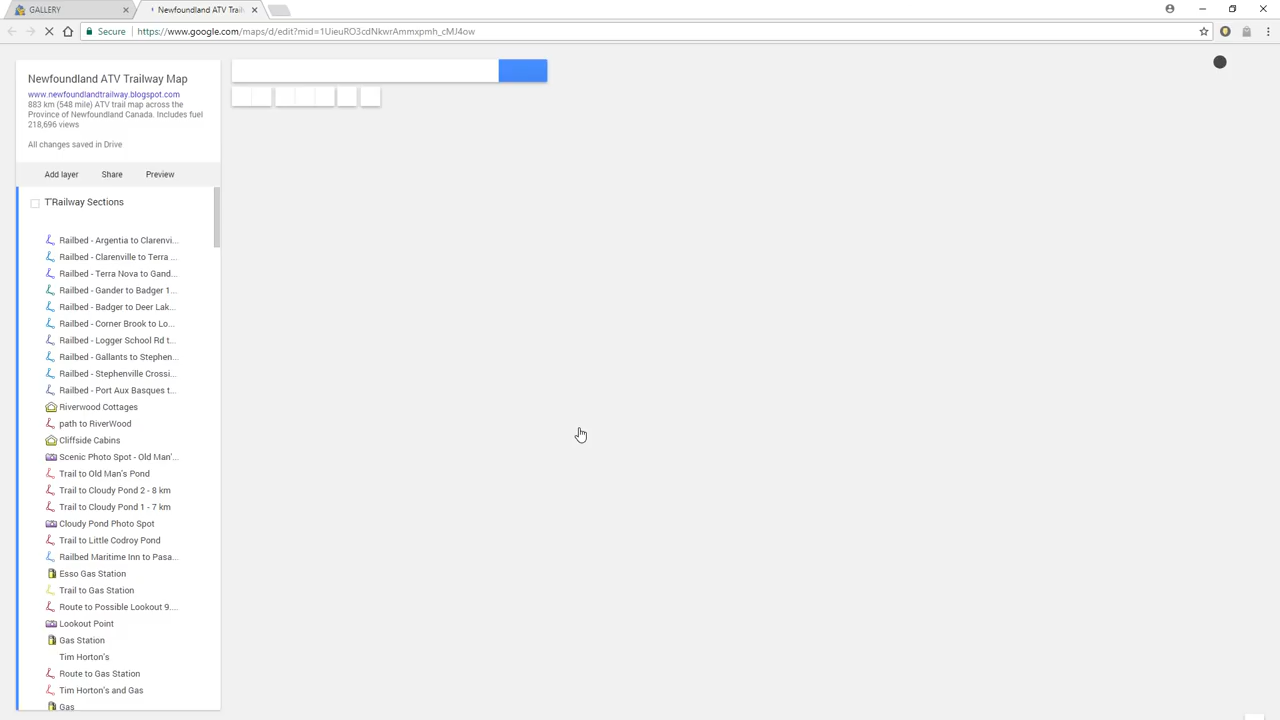 GALLERY
Newfoundland ATV Trail
Secure
https://www.google.com/maps/d/edit?mid=1UieuRO3cdNkwrAmmxpmh_cMJ4ow
Newfoundland ATV Trailway Map
www.newfoundlandtrailway.blogspot.com
883 km (548 mile) ATV trail map across the
Province of Newfoundland Canada. Includes fuel
218,696 views
All changes saved in Drive
Add layer Share Preview
T'Railway Sections
Railbed - Argentia to Clarenvi...
Railbed - Clarenville to Terra ...
Railbed - Terra Nova to Gand...
Railbed - Gander to Badger 1...
Railbed - Badger to Deer Lak...
Railbed - Corner Brook to Lo...
Railbed - Logger School Rd t...
Railbed - Gallants to Stephen...
Railbed - Stephenville Crossi...
Railbed - Port Aux Basques t...
Riverwood Cottages
path to RiverWood
Cliffside Cabins
Scenic Photo Spot - Old Man'...
Trail to Old Man's Pond
Trail to Cloudy Pond 2 - 8 km
Trail to Cloudy Pond 1 - 7 km
Cloudy Pond Photo Spot
Trail to Little Codroy Pond
Railbed Maritime Inn to Pasa...
Esso Gas Station
Trail to Gas Station
Route to Possible Lookout 9....
Lookout Point
Gas Station
Tim Horton's
Route to Gas Station
Tim Horton's and Gas
Gas